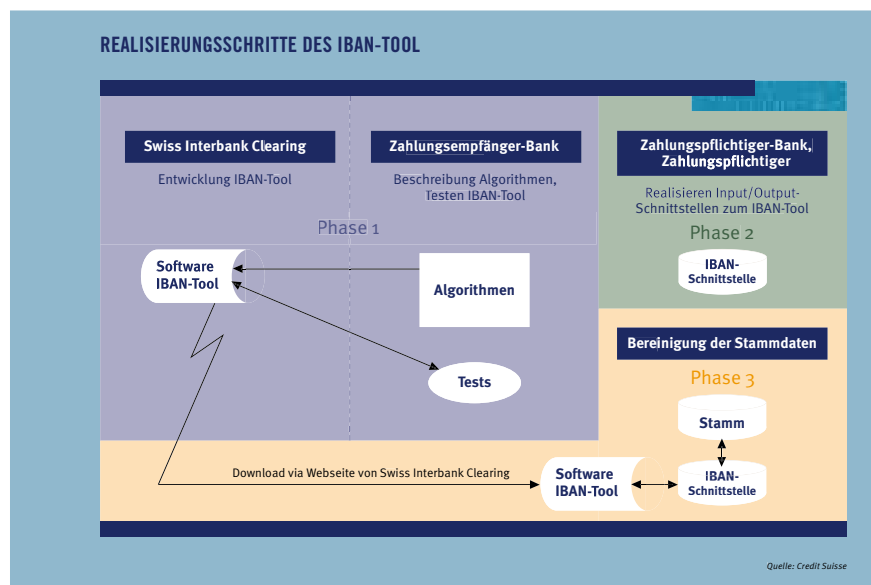 REALISIERUNGSSCHRITTE DES IBAN-TOOL
Swiss Interbank Clearing
Entwicklung IBAN-Tool
Zahlungsempfänger-Bank
Beschreibung Algorithmen,
Testen IBAN-Tool
Phase 1
Zahlungspflichtiger-Bank,
Zahlungspflichtiger
Realisieren Input/Output-
Schnittstellen zum IBAN-Tool
Phase 2
IBAN-
Schnittstelle
Software
IBAN-Tool
Algorithmen
Tests
Bereinigung der Stammdaten
Phase 3
Stamm
IBAN-
Schnittstelle
Download via Webseite von Swiss Interbank Clearing
Software
IBAN-Tool
Quelle: Credit Suisse